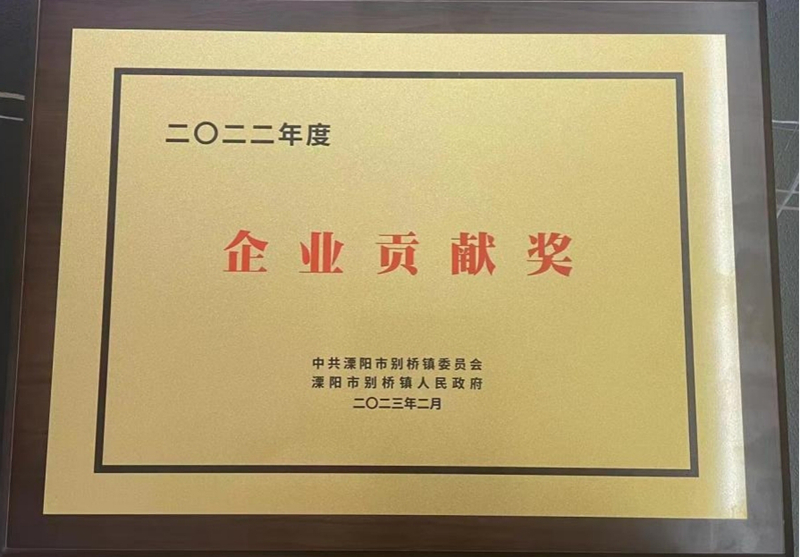 二〇二二年度
企业贡献奖
中共溧阳市别桥镇委员会
溧阳市别桥镇人民政府
二〇二三年二月